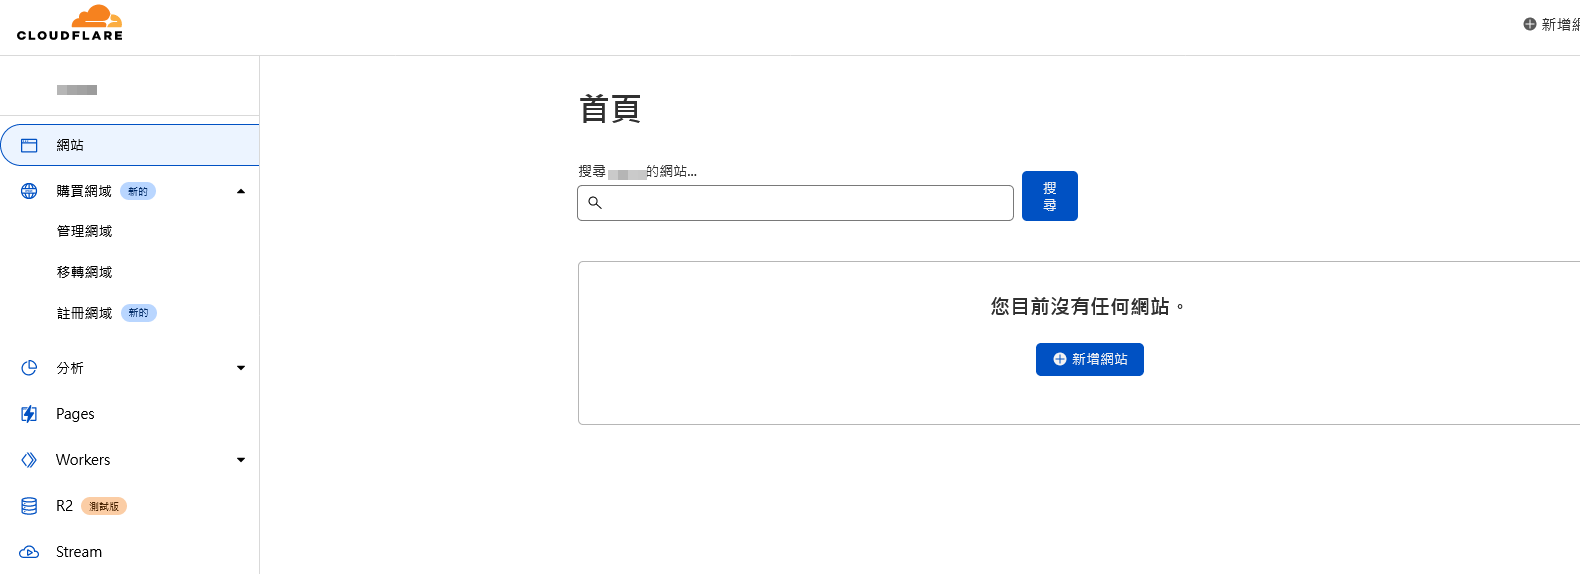 CLOUDFLARE
新增網
網站
購買網域 新的
管理網域
移轉網域
註冊網域 新的
分析
Pages
Workers
R2 測試版
Stream
首頁
搜尋 的網站...
搜
尋
您目前沒有任何網站。
新增網站